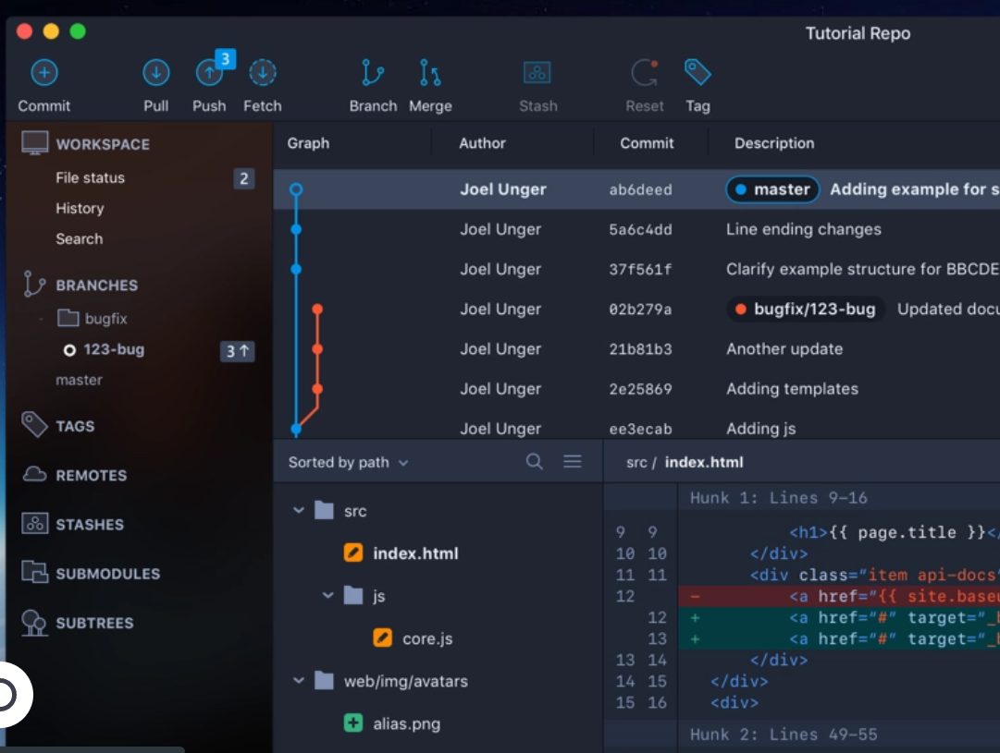 Tutorial Repo
3
Commit Pull Push Fetch Branch Merge Stash Reset Tag
WORKSPACE
File status 2
History
Search
BRANCHES
bugfix
123-bug 3↑
master
TAGS
REMOTES
STASHES
SUBMODULES
SUBTREES
Graph Author Commit Description
Joel Unger ab6deed master Adding example for
Joel Unger 5a6c4dd Line ending changes
Joel Unger 37f561f Clarify example structure for BBCDE
Joel Unger 02b279a bugfix/123-bug Updated
Joel Unger 21b81b3 Another update
Joel Unger 2e25869 Adding templates
Joel Unger ee3ecab Adding js
Sorted by path
src
index.html
js
core.js
web/img/avatars
alias.png
src / index.html
Hunk 1: Lines 9–16
9 9 <h1>{{ page.title }}</
10 10 </div>
11 11 <div class="item api-docs"
12 - <a href="{{ site.
12 + <a href="#" target="_
13 + <a href="#" target="_
13 14 </div>
14 15 </div>
15 16 <div>
Hunk 2: Lines 49–55